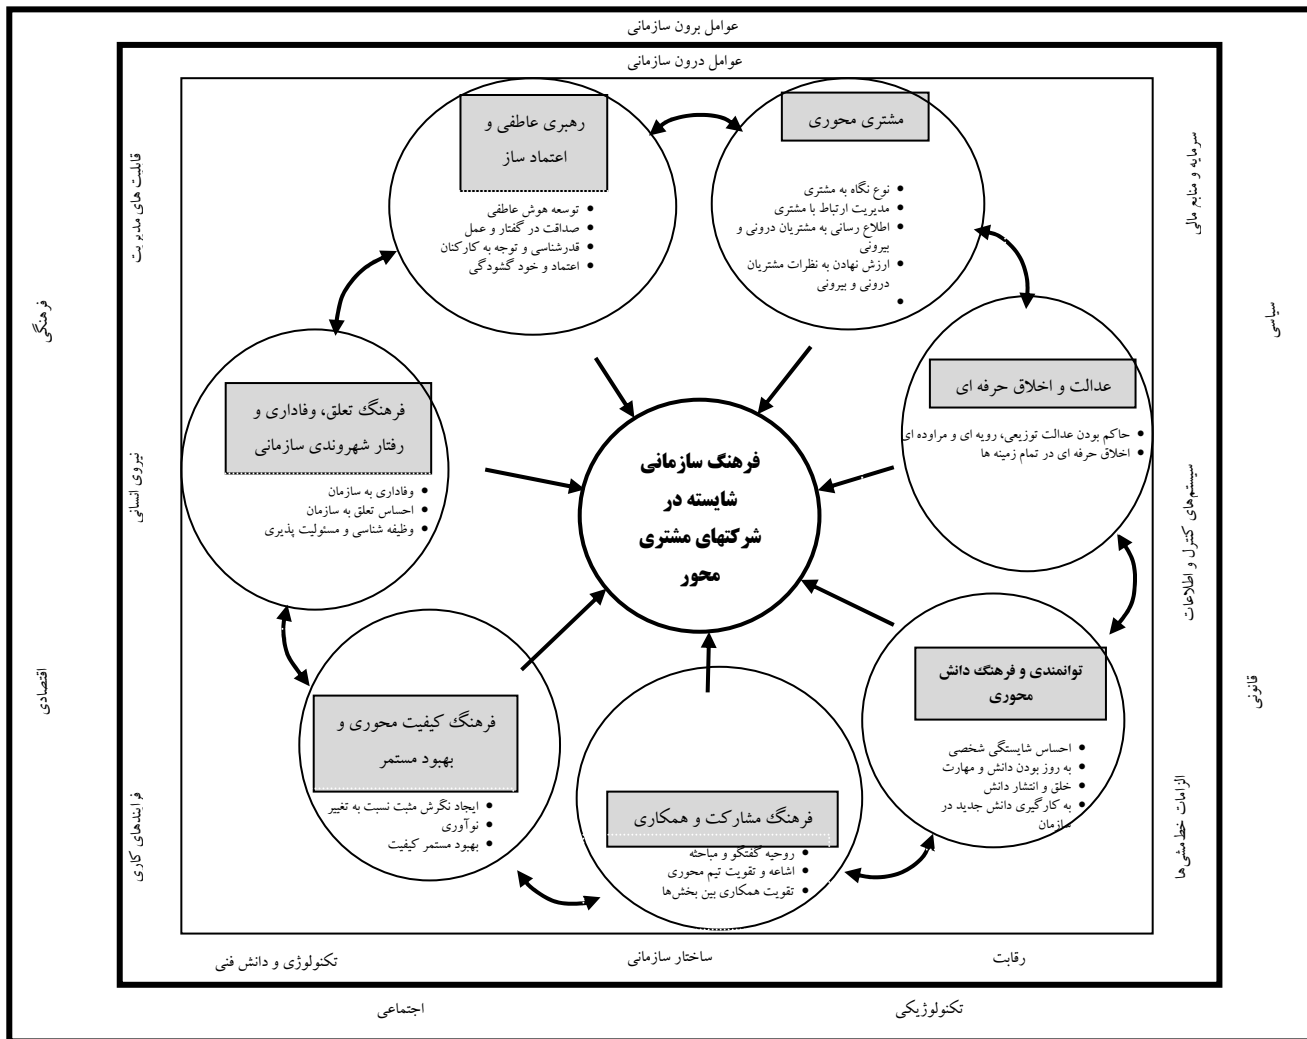 عوامل برون سازمانی
عوامل درون سازمانی
مشتری محوری
نوع نگاه به مشتری
مدیریت ارتباط با مشتری
اطلاع رسانی به مشتریان درونی و
بیرونی
ارزش نهادن به نظرات مشتریان
درونی و بیرونی
رهبری عاطفی و
اعتماد ساز
توسعه هوش عاطفی
صداقت در گفتار و عمل
قدرشناسی و توجه به کارکنان
اعتماد و خود گشودگی
عدالت و اخلاق حرفه ای
حاکم بودن عدالت توزیعی، رویه ای و مراوده ای
اخلاق حرفه ای در تمام زمینه ها
فرهنگ سازمانی
شایسته در
شرکتهای مشتری
محور
فرهنگ تعلق، وفاداری و
رفتار شهروندی سازمانی
وفاداری به سازمان
احساس تعلق به سازمان
وظیفه شناسی و مسئولیت پذیری
توانمندی و فرهنگ دانش
محوری
احساس شایستگی شخصی
به روز بودن دانش و مهارت
خلق و انتشار دانش
به کارگیری دانش جدید در
سازمان
فرهنگ مشارکت و همکاری
روحیه گفتگو و مباحثه
اشاعه و تقویت تیم محوری
تقویت همکاری بین بخش‌ها
فرهنگ کیفیت محوری و
بهبود مستمر
ایجاد نگرش مثبت نسبت به تغییر
نوآوری
بهبود مستمر کیفیت
سرمایه و منابع مالی
سیستم‌های کنترل و اطلاعات
الزامات خط‌مشی‌ها
قابلیت های مدیریت
نیروی انسانی
فرایندهای کاری
رقابت
ساختار سازمانی
تکنولوژی و دانش فنی
سیاسی
قانونی
فرهنگی
اقتصادی
تکنولوژیکی
اجتماعی